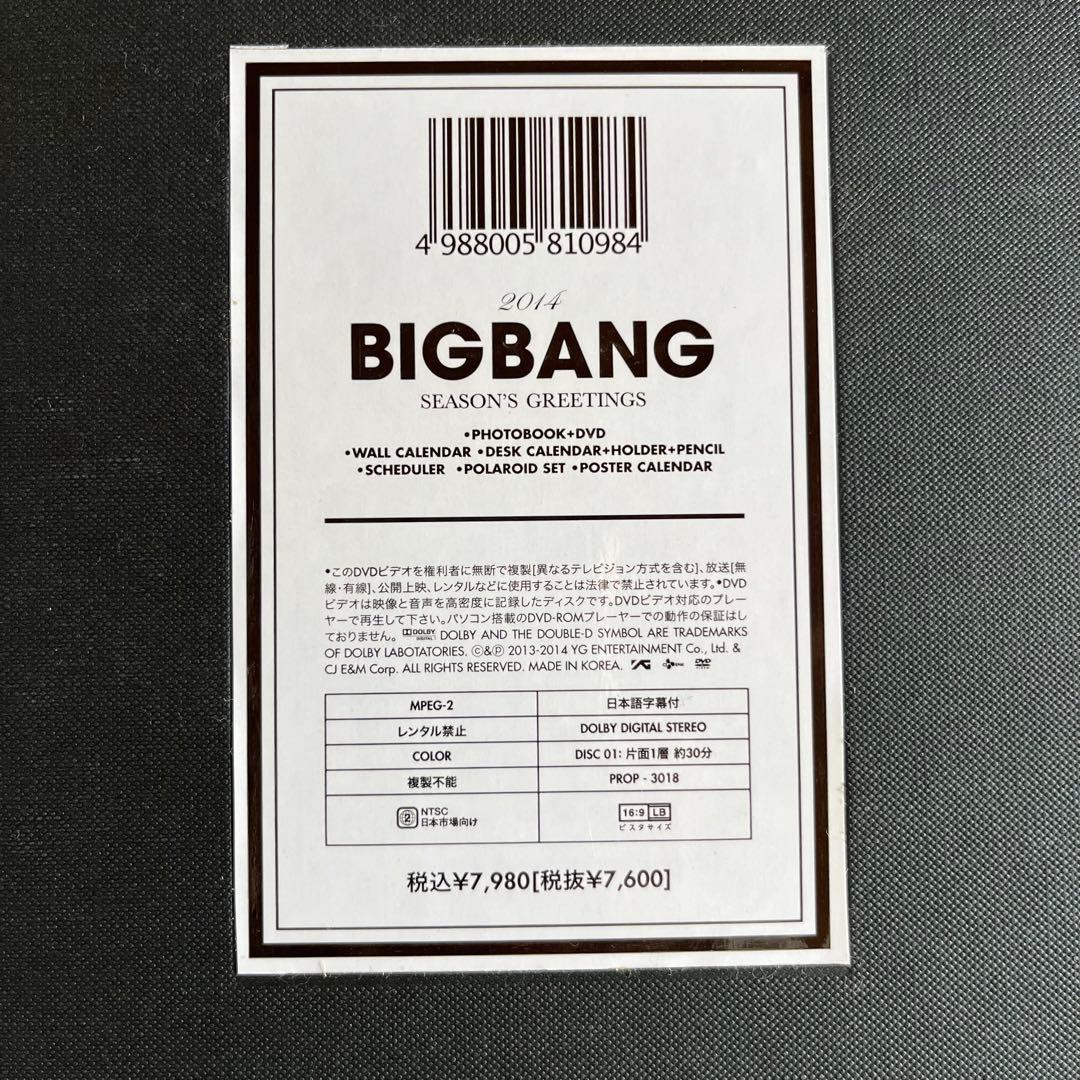 4 988005 810984
2014
BIGBANG
SEASON'S GREETINGS
•PHOTOBOOK+DVD
•WALL CALENDAR •DESK CALENDAR+HOLDER+PENCIL
•SCHEDULER •POLAROID SET •POSTER CALENDAR
•このDVDビデオを権利者に無断で複製[異なるテレビジョン方式を含む]、放送[無
線・有線]、公開上映、レンタルなどに使用することは法律で禁止されています。•DVD
ビデオは映像と音声を高密度に記録したディスクです。DVDビデオ対応のプレー
ヤーで再生して下さい。パソコン搭載のDVD-ROMプレーヤーでの動作の保証はし
ておりません。 DOLBY DIGITAL DOLBY AND THE DOUBLE-D SYMBOL ARE TRADEMARKS
OF DOLBY LABOTATORIES. ©&℗ 2013-2014 YG ENTERTAINMENT Co., Ltd. &
CJ E&M Corp. ALL RIGHTS RESERVED. MADE IN KOREA. YG DVD
MPEG-2 日本語字幕付
レンタル禁止 DOLBY DIGITAL STEREO
COLOR DISC 01: 片面1層 約30分
複製不能 PROP - 3018
2 NTSC 日本市場向け 16:9 LB ビスタサイズ
税込¥7,980[税抜¥7,600]